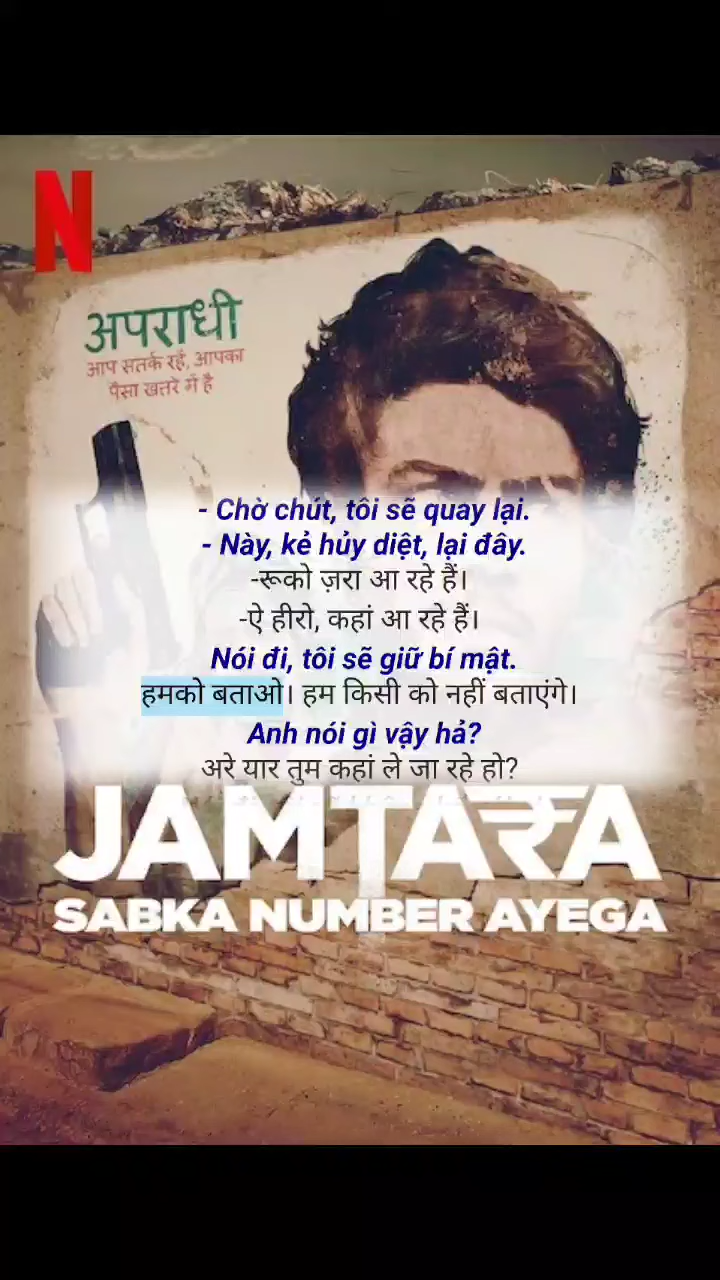 N
अपराधी
आप सतर्क रहें, आपका
पैसा खतरे में है
- Chờ chút, tôi sẽ quay lại.
- Này, kẻ hủy diệt, lại đây.
-रूको ज़रा आ रहे हैं।
-ऐ हीरो, कहां आ रहे हैं।
Nói đi, tôi sẽ giữ bí mật.
हमको बताओ। हम किसी को नहीं बताएंगे।
Anh nói gì vậy hả?
अरे यार तुम कहां ले जा रहे हो?
JAMTARA
SABKA NUMBER AYEGA